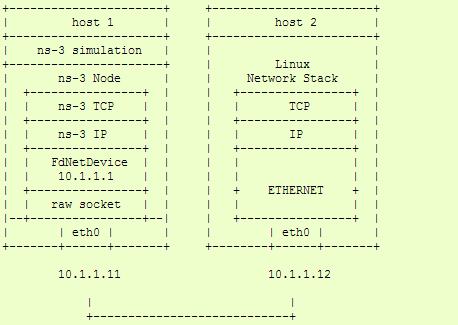 host 1
host 2
ns-3 simulation
Linux
ns-3 Node
Network Stack
ns-3 TCP
TCP
ns-3 IP
IP
FdNetDevice
10.1.1.1
ETHERNET
raw socket
eth0
eth0
10.1.1.11
10.1.1.12